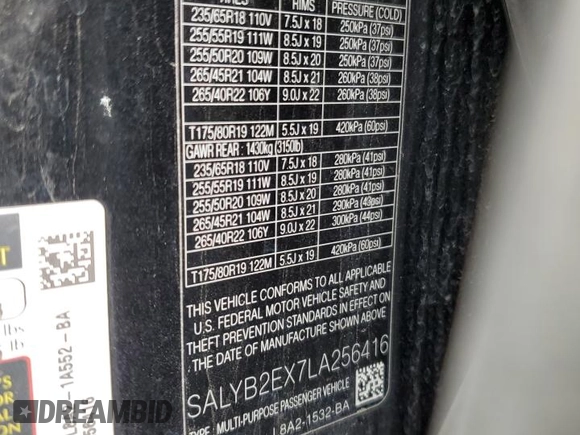 TIRES RIMS PRESSURE (COLD)
235/65R18 110V 7.5J x 18 250kPa (37psi)
255/55R19 111W 8.5J x 19 250kPa (37psi)
255/50R20 109W 8.5J x 20 250kPa (37psi)
265/45R21 104W 8.5J x 21 260kPa (38psi)
265/40R22 106Y 9.0J x 22 260kPa (38psi)
T175/80R19 122M 5.5J x 19 420kPa (60psi)
GAWR REAR : 1430kg (3150lb)
235/65R18 110V 7.5J x 18 280kPa (41psi)
255/55R19 111W 8.5J x 19 280kPa (41psi)
255/50R20 109W 8.5J x 20 280kPa (41psi)
265/45R21 104W 8.5J x 21 290kPa (43psi)
265/40R22 106Y 9.0J x 22 300kPa (44psi)
T175/80R19 122M 5.5J x 19 420kPa (60psi)
THIS VEHICLE CONFORMS TO ALL APPLICABLE
U.S. FEDERAL MOTOR VEHICLE SAFETY AND
THEFT PREVENTION STANDARDS IN EFFECT ON
THE DATE OF MANUFACTURE SHOWN ABOVE.
SALYB2EX7LA256416
TYPE: MULTI-PURPOSE PASSENGER VEHICLE
L8A2-1532-BA
1A552-BA
REPAIRDRIVE